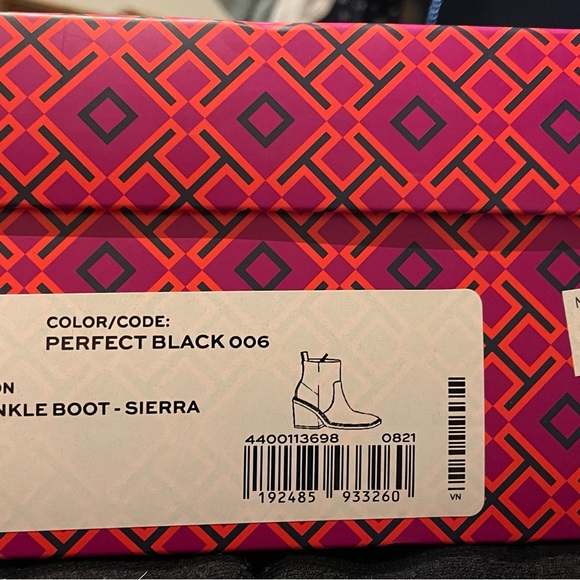 COLOR/CODE:
PERFECT BLACK 006
ON
NKLE BOOT - SIERRA
4400113698 0821
192485 933260
VN
N